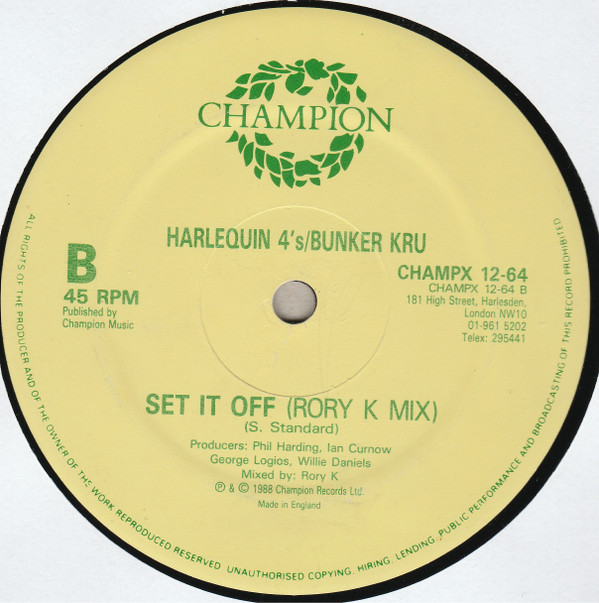 CHAMPION
HARLEQUIN 4's/BUNKER KRU
B
45 RPM
Published by
Champion Music
CHAMPX 12-64
CHAMPX 12-64 B
181 High Street, Harlesden,
London NW10
01-961 5202
Telex: 295441
SET IT OFF (RORY K MIX)
(S. Standard)
Producers: Phil Harding, Ian Curnow
George Logios, Willie Daniels
Mixed by: Rory K
℗ & © 1988 Champion Records Ltd.
Made in England
ALL RIGHTS OF THE PRODUCER AND OF THE OWNER OF THE WORK REPRODUCED RESERVED UNAUTHORISED COPYING, HIRING, LENDING, PUBLIC PERFORMANCE AND BROADCASTING OF THIS RECORD PROHIBITED